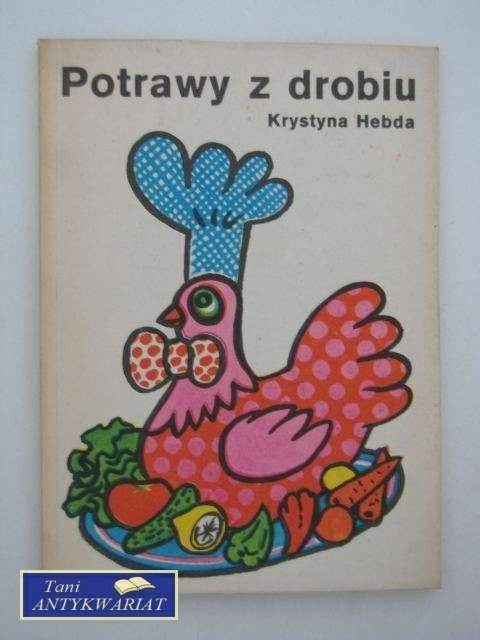 Potrawy z drobiu
Krystyna Hebda
Tani
ANTYKWARIAT